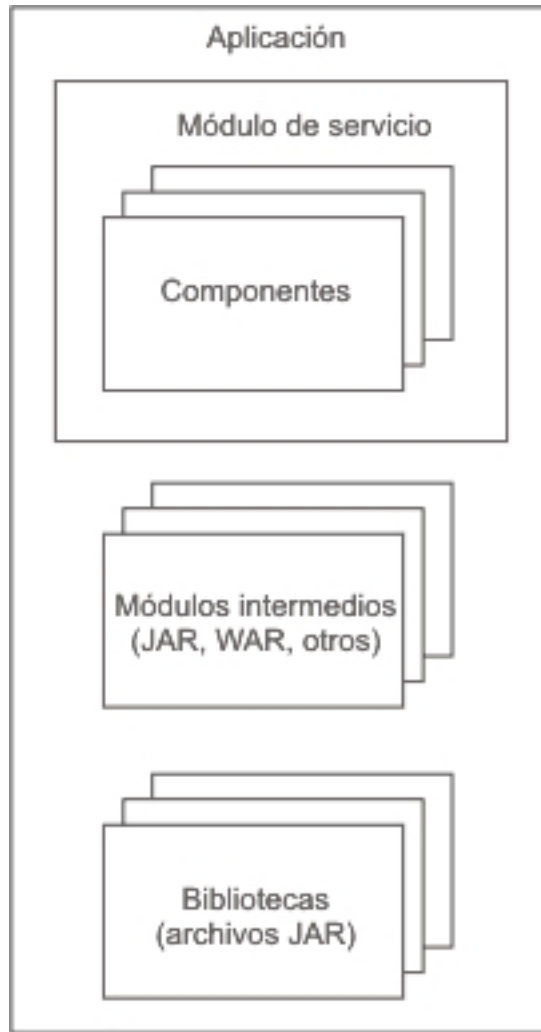 Aplicación
Módulo de servicio
Componentes
Módulos intermedios
(JAR, WAR, otros)
Bibliotecas
(archivos JAR)